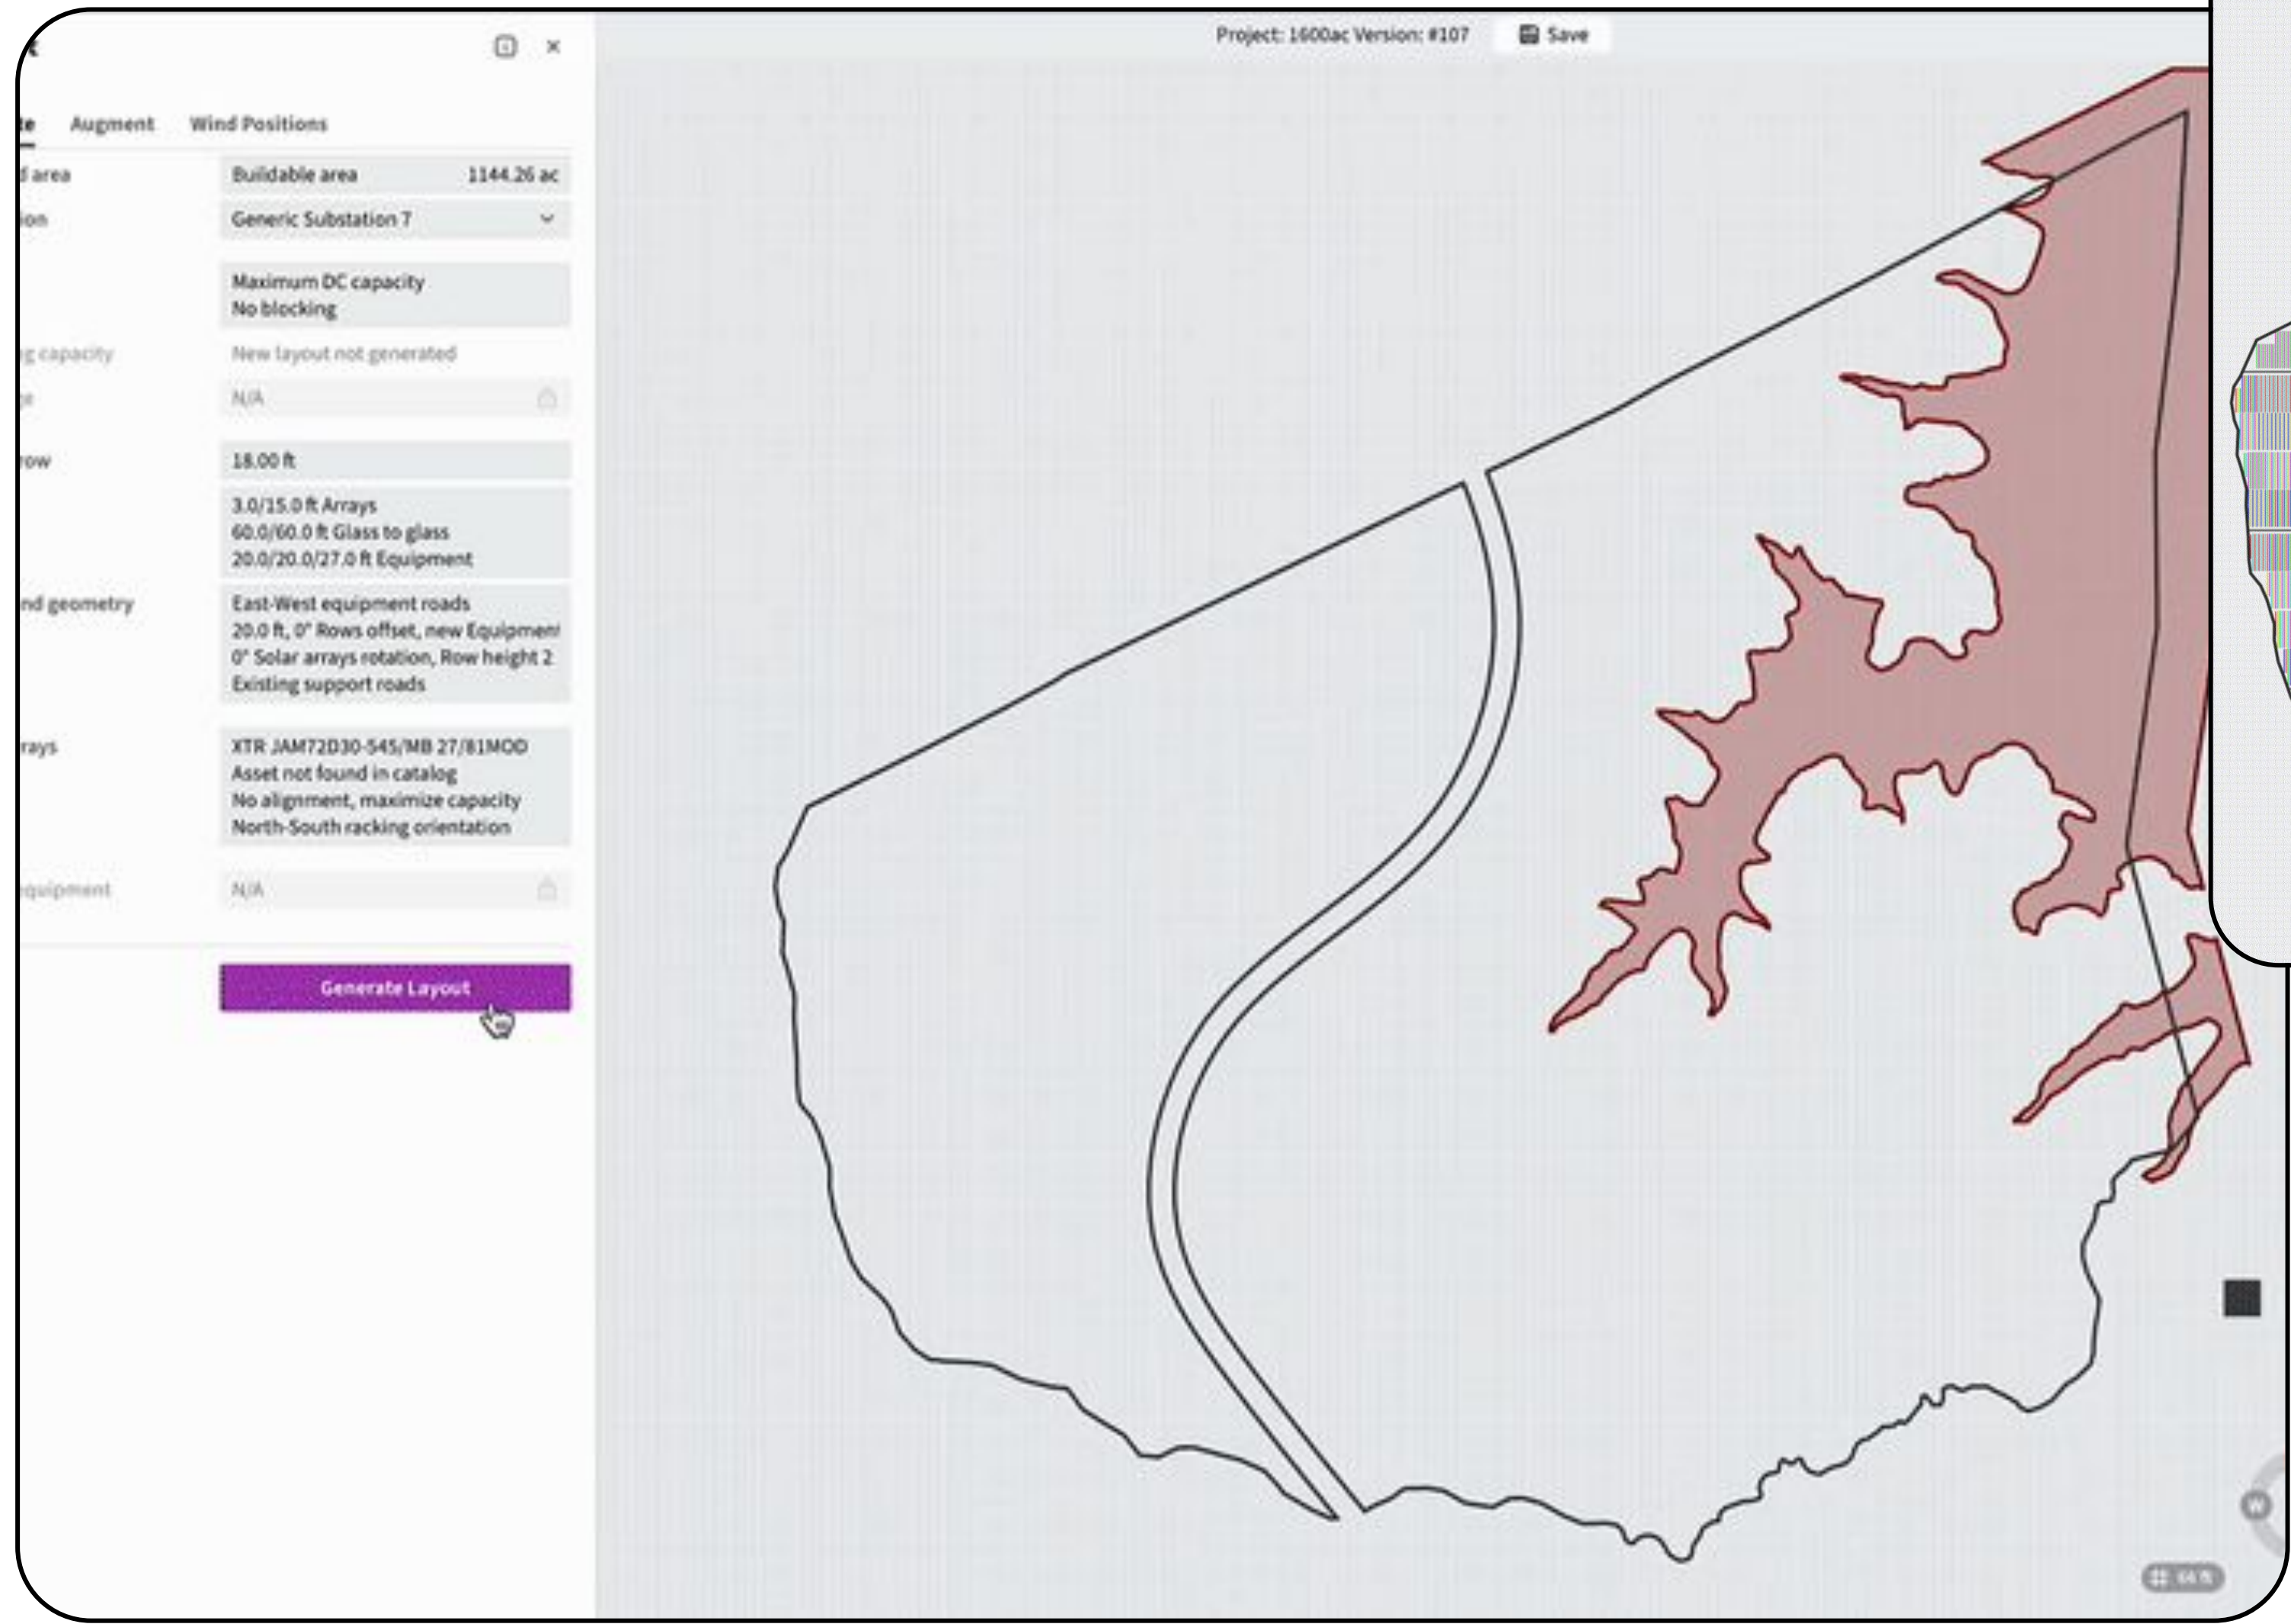 Project: 1600ac Version: #107
Save
Augment
Wind Positions
area
Buildable area
1144.26 ac
Generic Substation 7
Maximum DC capacity
No blocking
capacity
New layout not generated
N/A
18.00 ft
3.0/15.0 ft Arrays
60.0/60.0 ft Glass to glass
20.0/20.0/27.0 ft Equipment
geometry
East-West equipment roads
20.0 ft, 0° Rows offset, new Equipment
0° Solar arrays rotation, Row height 2
Existing support roads
XTR JAM72D30-545/MB 27/81MOD
Asset not found in catalog
No alignment, maximize capacity
North-South racking orientation
equipment
N/A
Generate Layout
W